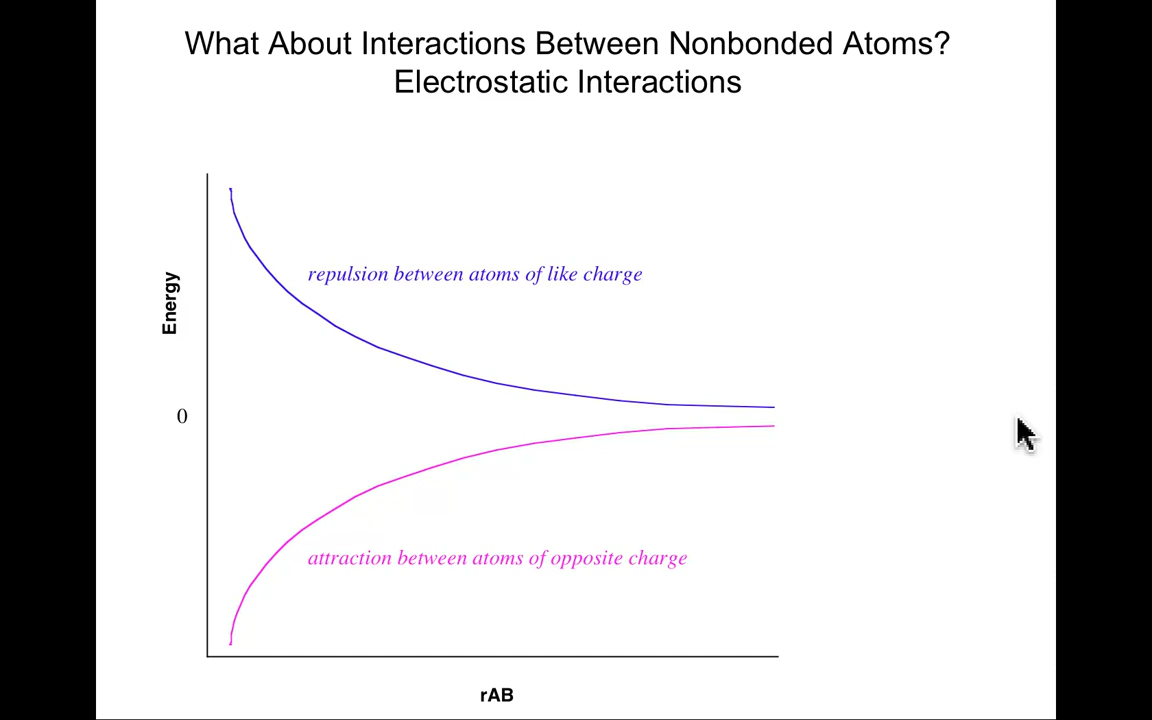 What About Interactions Between Nonbonded Atoms?
Electrostatic Interactions
repulsion between atoms of like charge
Energy
0
attraction between atoms of opposite charge
rAB